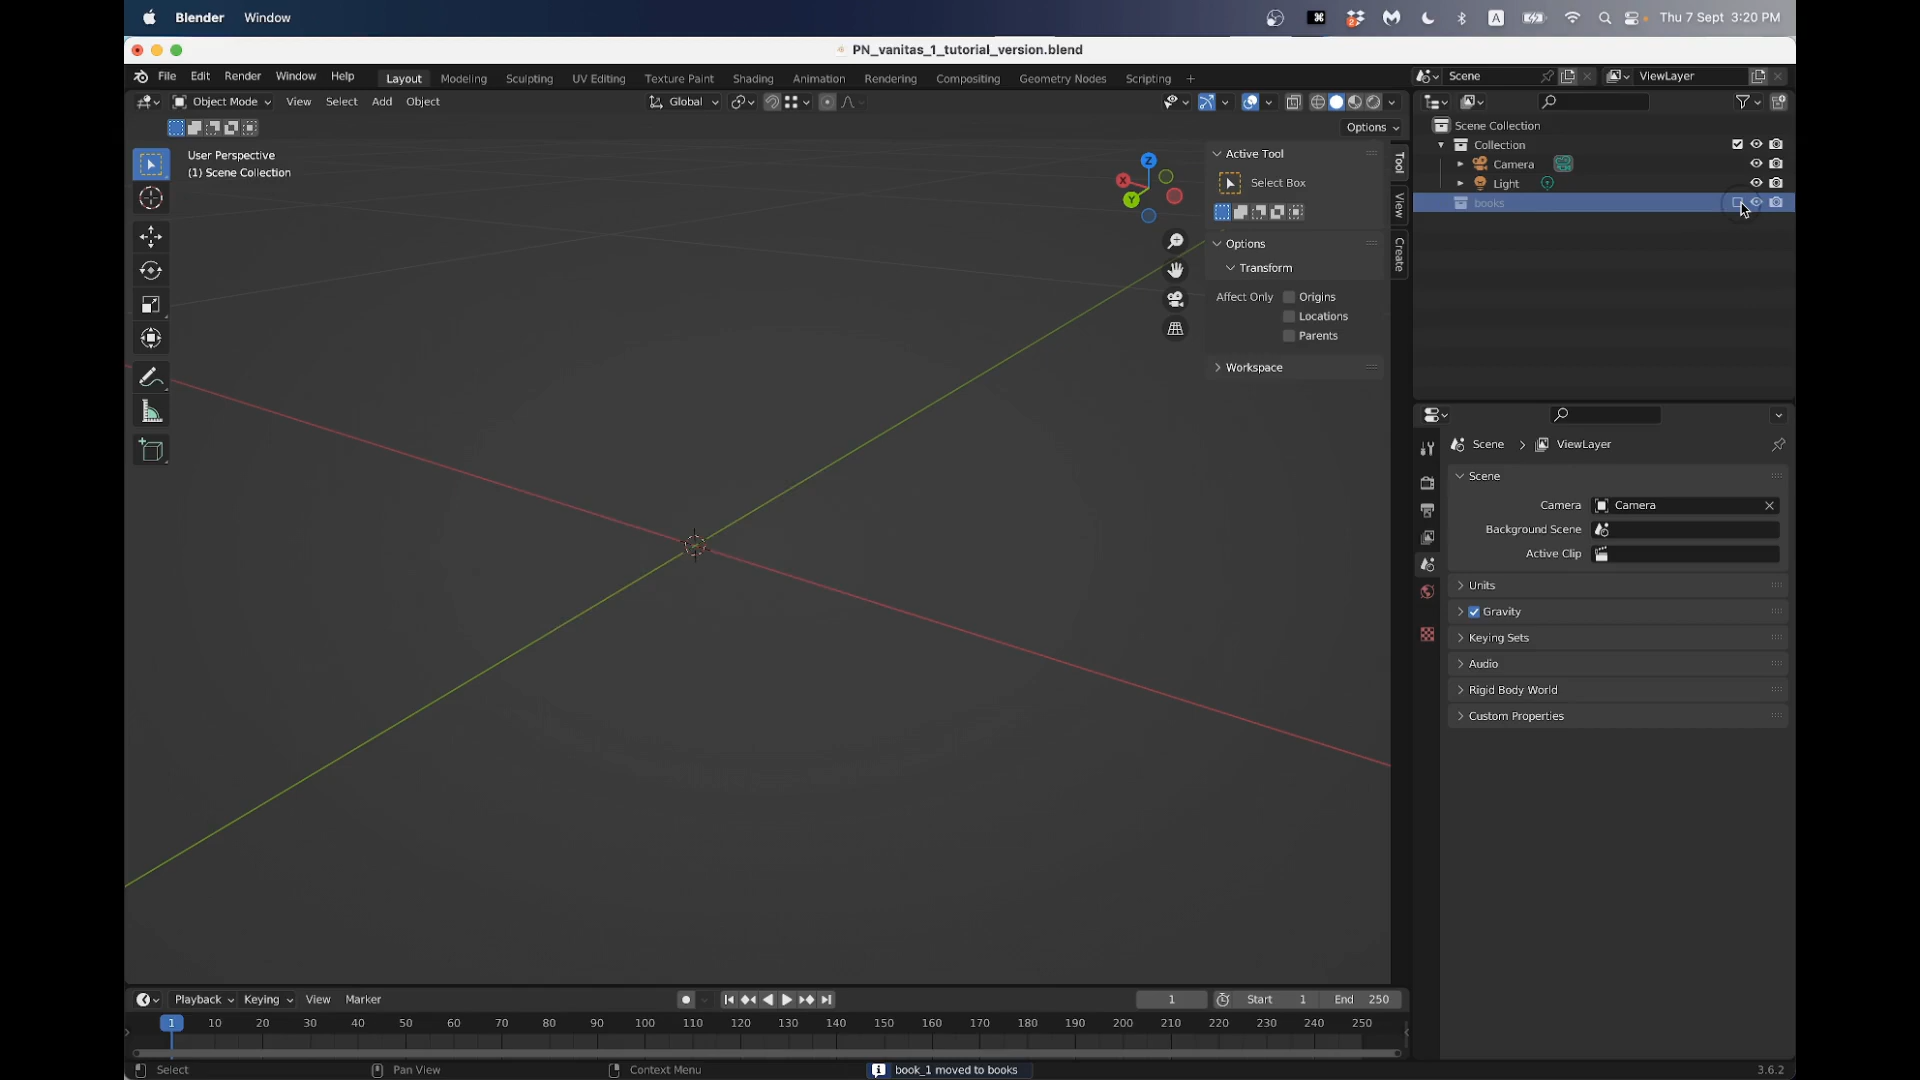 Blender Window
A Thu 7 Sept 3:20 PM
PN_vanitas_1_tutorial_version.blend
File Edit Render Window Help Layout Modeling Sculpting UV Editing Texture Paint Shading Animation Rendering Compositing Geometry Nodes Scripting +
Scene ViewLayer
Object Mode View Select Add Object Global
Options
User Perspective
(1) Scene Collection
Z
X
Y
Active Tool
Select Box
Options
Transform
Affect Only Origins
Locations
Parents
Workspace
Tool
View
Create
Scene Collection
Collection
Camera
Light
books
Scene ViewLayer
Scene
Camera Camera
Background Scene
Active Clip
Units
Gravity
Keying Sets
Audio
Rigid Body World
Custom Properties
Playback Keying View Marker
1 Start 1 End 250
1 10 20 30 40 50 60 70 80 90 100 110 120 130 140 150 160 170 180 190 200 210 220 230 240 250
Select Pan View Context Menu book_1 moved to books 3.6.2